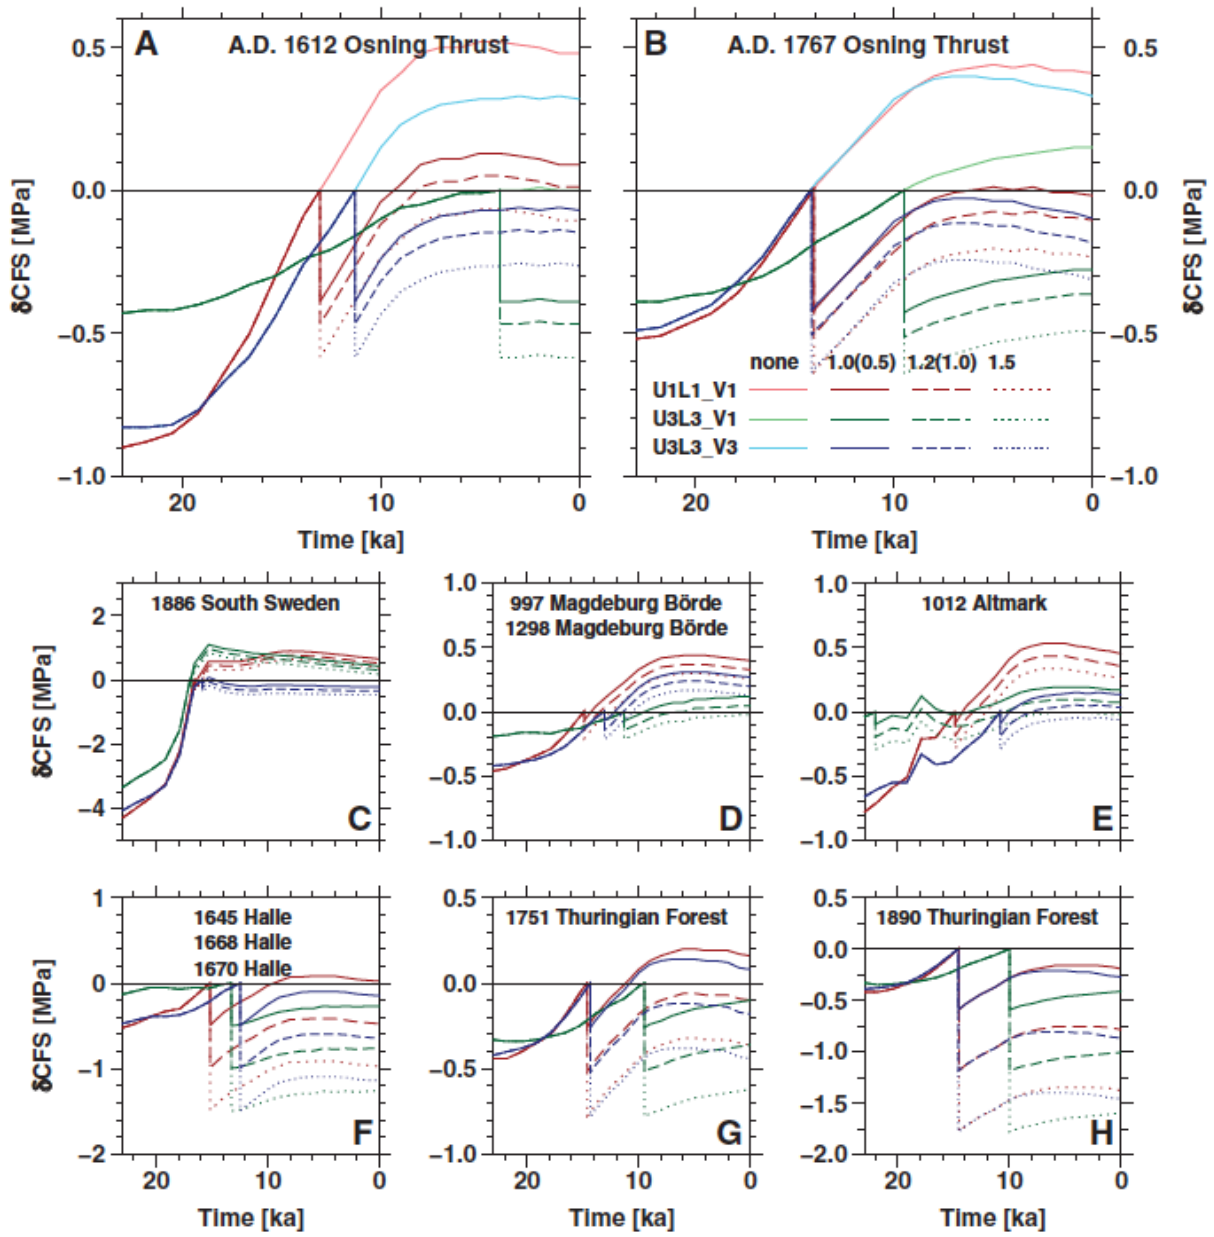 A
A.D. 1612 Osning Thrust
0.5
0.0
−0.5
−1.0
δCFS [MPa]
20 10 0
Time [ka]
B
A.D. 1767 Osning Thrust
0.5
0.0
−0.5
−1.0
δCFS [MPa]
none 1.0(0.5) 1.2(1.0) 1.5
U1L1_V1
U3L3_V1
U3L3_V3
20 10 0
Time [ka]
1886 South Sweden
2
0
−2
−4
δCFS [MPa]
C
997 Magdeburg Börde
1298 Magdeburg Börde
1.0
0.5
0.0
−0.5
−1.0
D
1012 Altmark
1.0
0.5
0.0
−0.5
−1.0
E
1645 Halle
1668 Halle
1670 Halle
1
0
−1
−2
δCFS [MPa]
F
20 10 0
Time [ka]
1751 Thuringian Forest
0.5
0.0
−0.5
−1.0
G
20 10 0
Time [ka]
1890 Thuringian Forest
0.5
0.0
−0.5
−1.0
−1.5
−2.0
H
20 10 0
Time [ka]